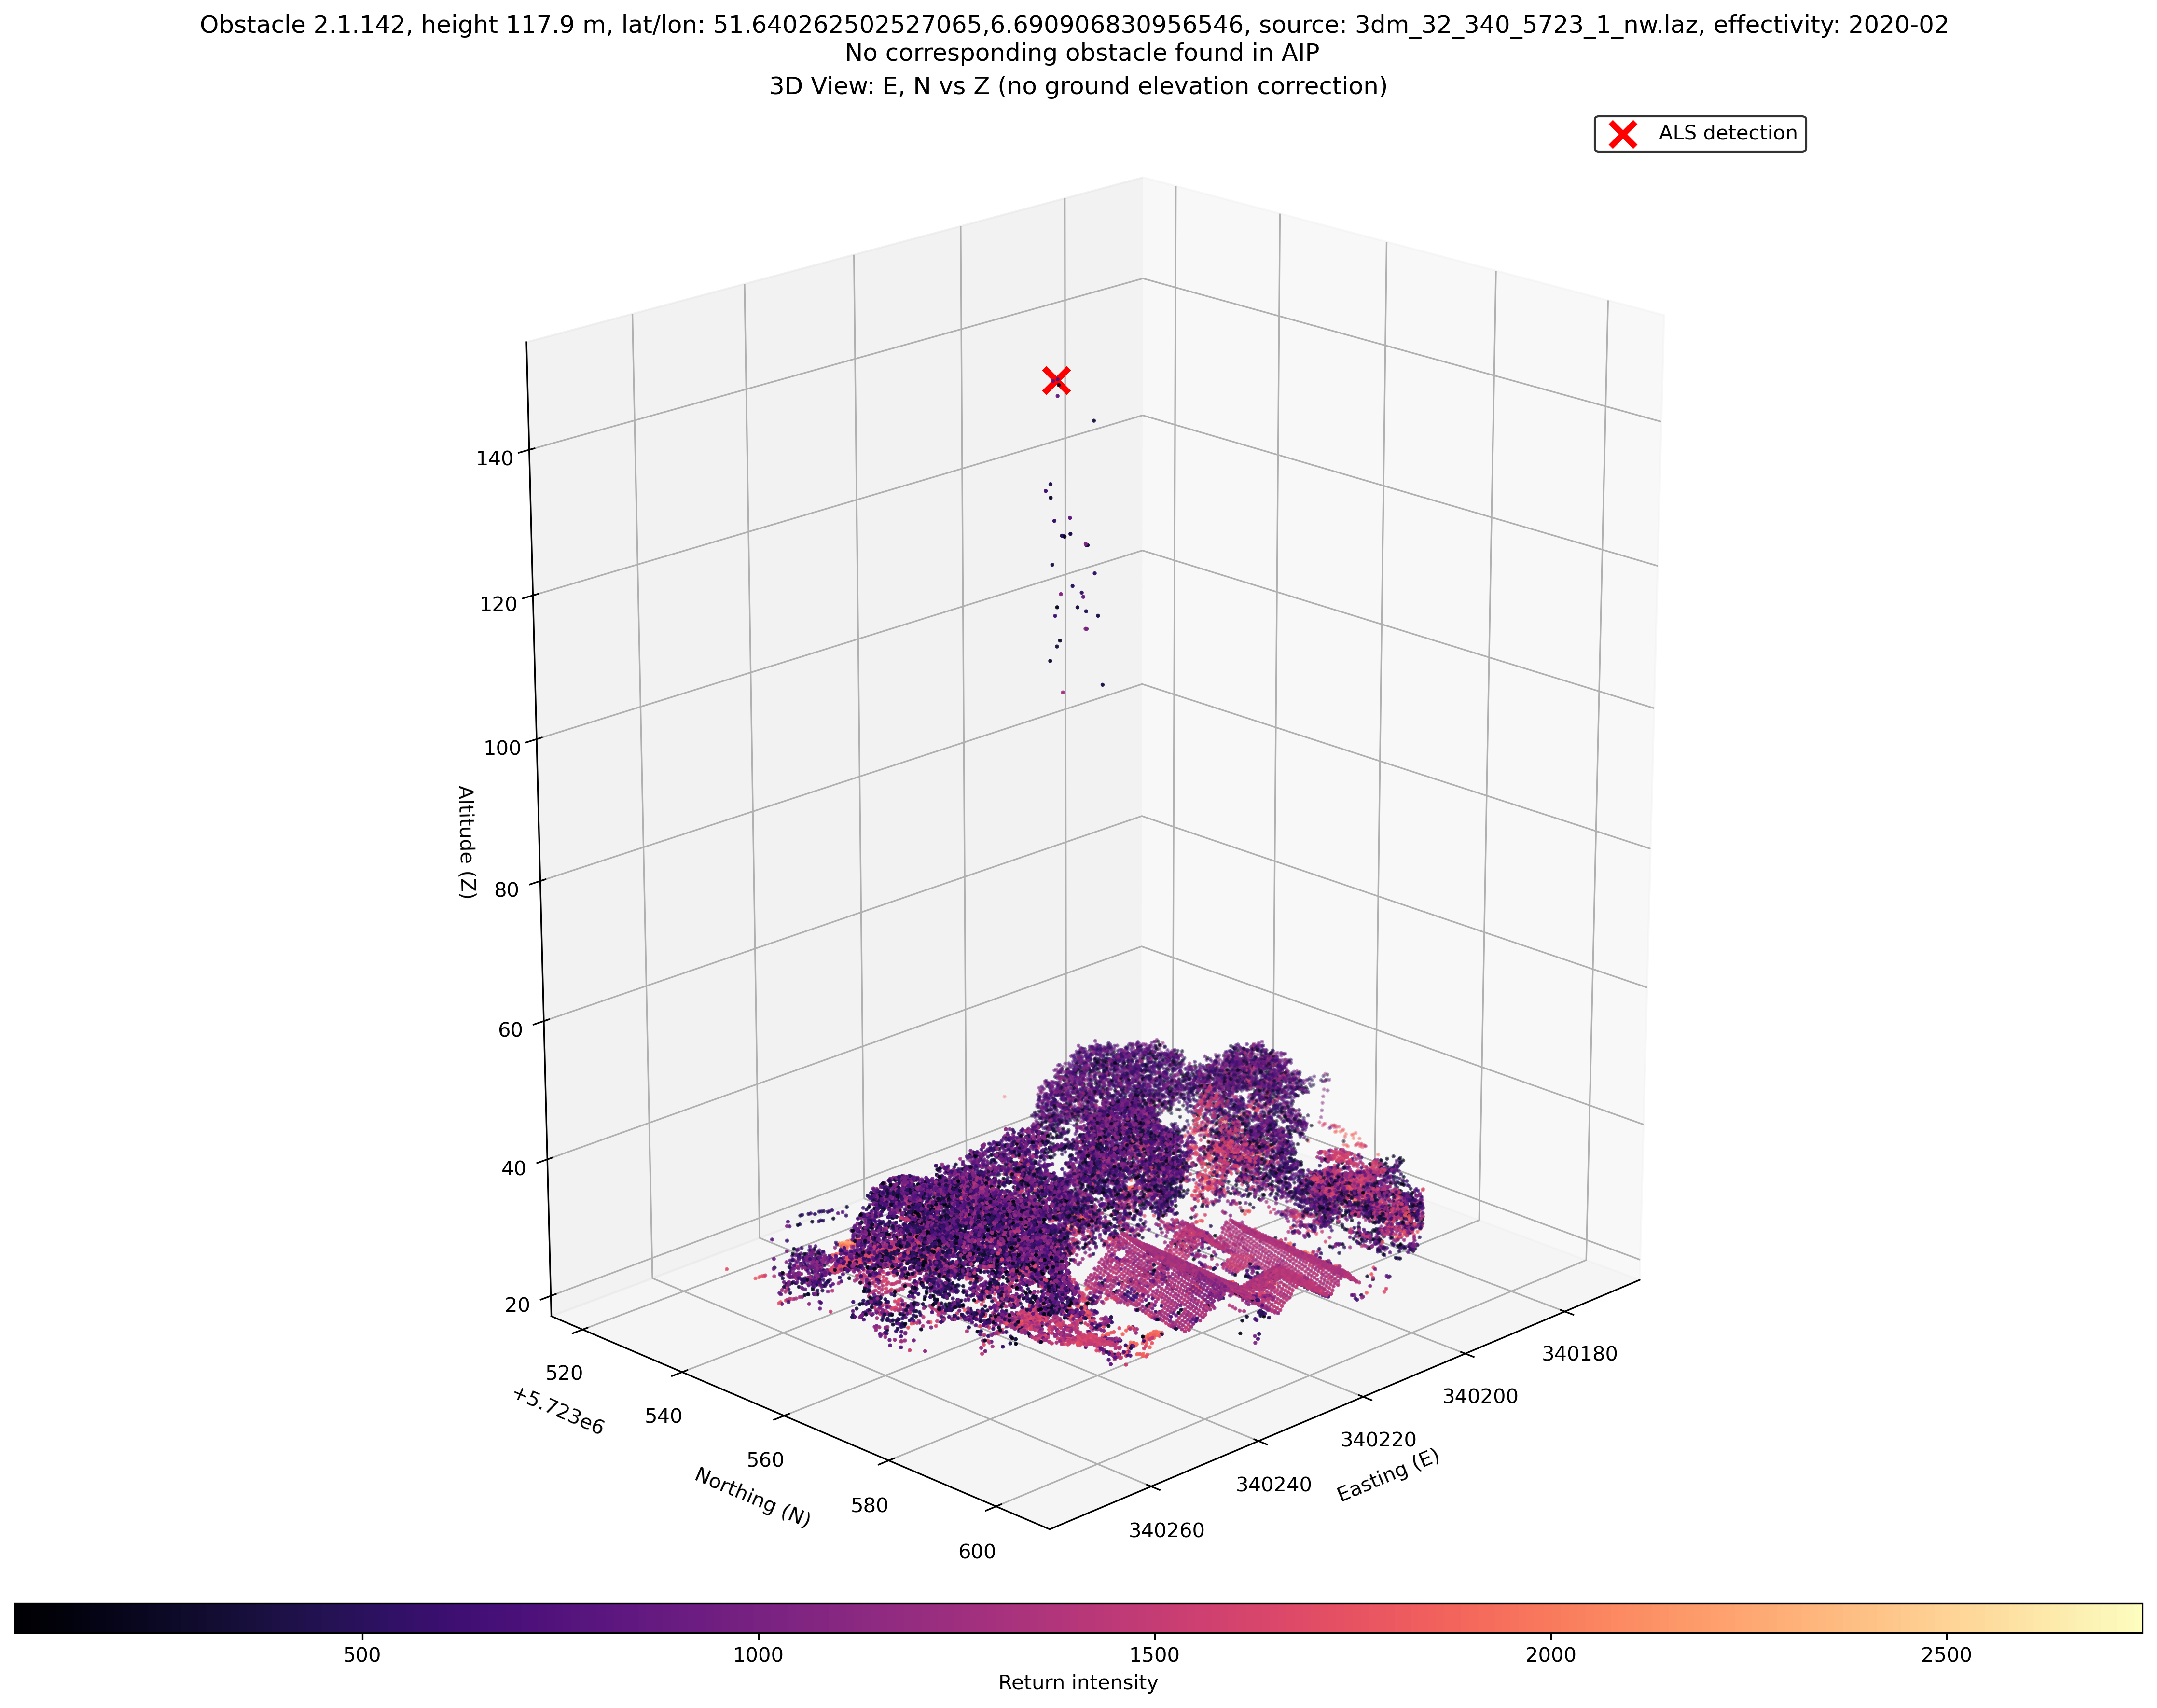 Obstacle 2.1.142, height 117.9 m, lat/lon: 51.640262502527065,6.690906830956546, source: 3dm_32_340_5723_1_nw.laz, effectivity: 2020-02
No corresponding obstacle found in AIP
3D View: E, N vs Z (no ground elevation correction)
ALS detection
140
120
100
80
60
40
20
Altitude (Z)
520
540
560
580
600
+5.723e6
Northing (N)
340180
340200
340220
340240
340260
Easting (E)
500
1000
1500
2000
2500
Return intensity